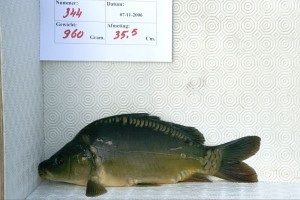 Nummer: Datum:
344 07-11-2006
Gewicht: Afmeting:
960 Gram. 35.5 Cm.